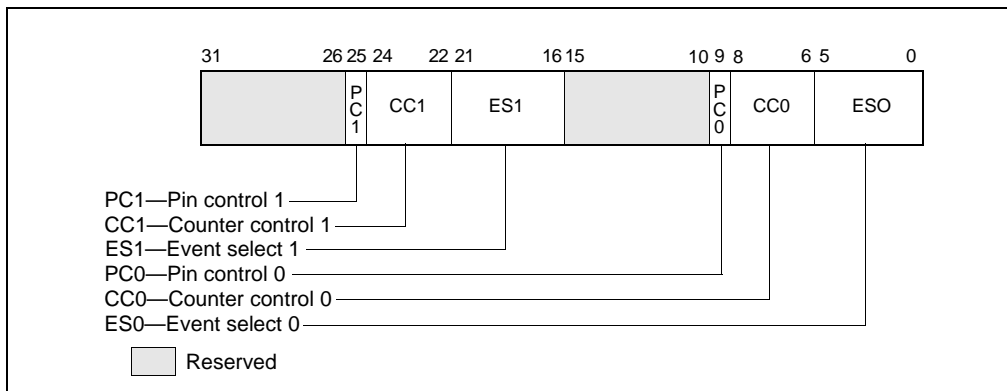 31 26 25 24 22 21 16 15 10 9 8 6 5 0
P
C
1
CC1
ES1
P
C
0
CC0
ESO
PC1—Pin control 1
CC1—Counter control 1
ES1—Event select 1
PC0—Pin control 0
CC0—Counter control 0
ES0—Event select 0
Reserved